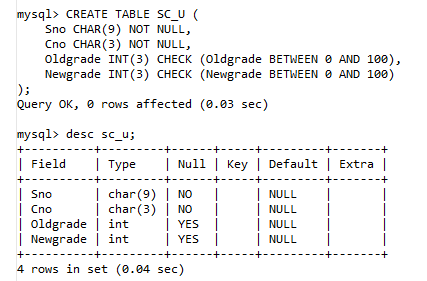 mysql> CREATE TABLE SC_U (
    Sno CHAR(9) NOT NULL,
    Cno CHAR(3) NOT NULL,
    Oldgrade INT(3) CHECK (Oldgrade BETWEEN 0 AND 100),
    Newgrade INT(3) CHECK (Newgrade BETWEEN 0 AND 100)
);
Query OK, 0 rows affected (0.03 sec)

mysql> desc sc_u;
+----------+---------+------+-----+---------+-------+
| Field    | Type    | Null | Key | Default | Extra |
+----------+---------+------+-----+---------+-------+
| Sno      | char(9) | NO   |     | NULL    |       |
| Cno      | char(3) | NO   |     | NULL    |       |
| Oldgrade | int     | YES  |     | NULL    |       |
| Newgrade | int     | YES  |     | NULL    |       |
+----------+---------+------+-----+---------+-------+
4 rows in set (0.04 sec)